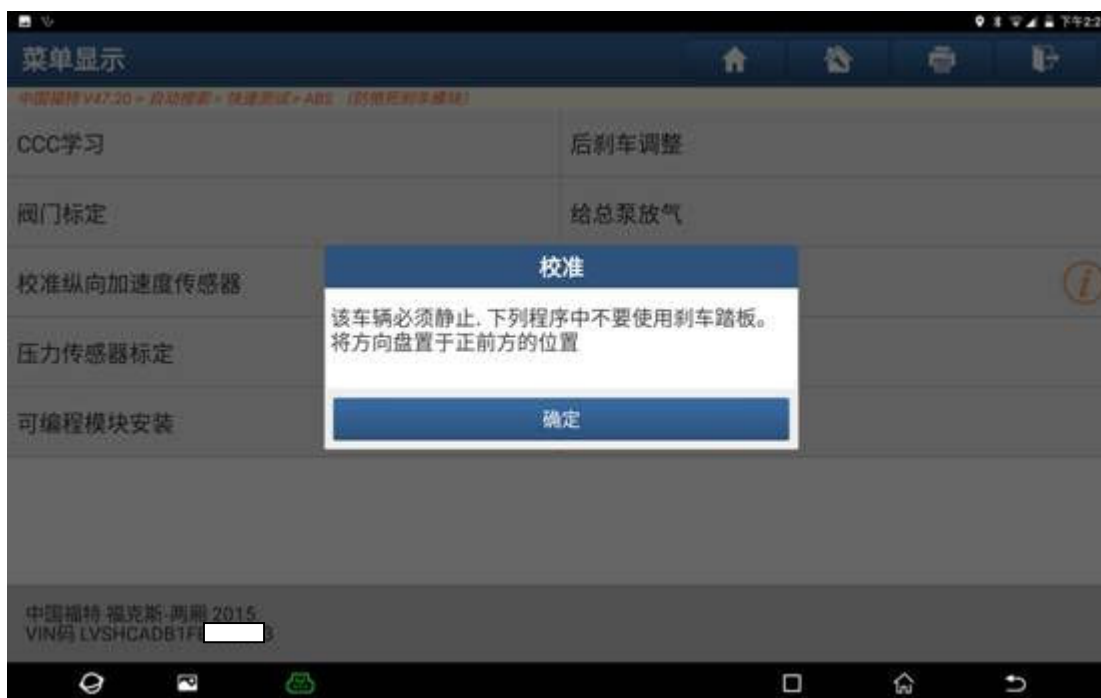 下午2:2
菜单显示
中国福特 V47.20 > 自动搜索 > 快速测试 > ABS (防抱死刹车模块)
CCC学习
后刹车调整
阀门标定
给总泵放气
校准纵向加速度传感器
压力传感器标定
可编程模块安装
校准
该车辆必须静止. 下列程序中不要使用刹车踏板。
将方向盘置于正前方的位置
确定
中国福特 福克斯-两厢 2015
VIN码 LVSHCADB1F